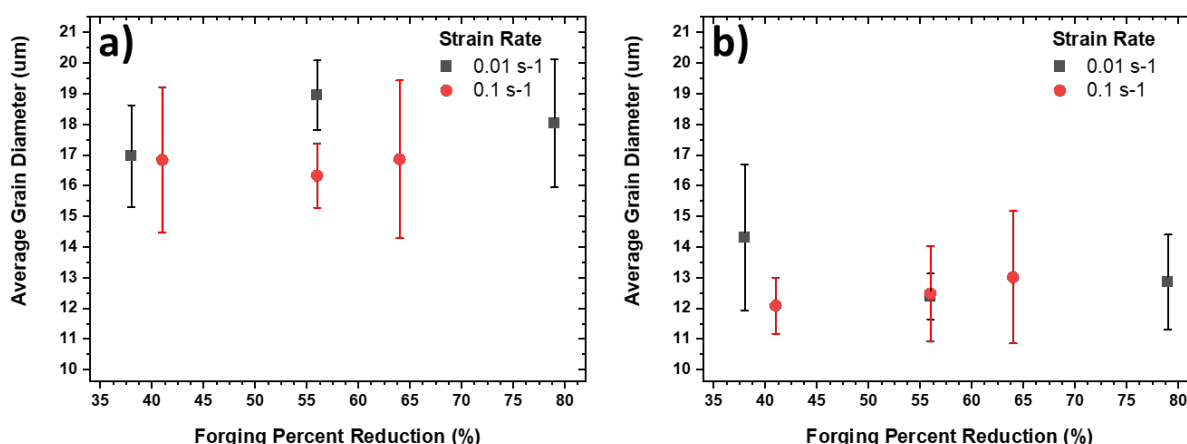 a)
Strain Rate
0.01 s-1
0.1 s-1
Average Grain Diameter (um)
21
20
19
18
17
16
15
14
13
12
11
10
35 40 45 50 55 60 65 70 75 80
Forging Percent Reduction (%)
b)
Strain Rate
0.01 s-1
0.1 s-1
Average Grain Diameter (um)
21
20
19
18
17
16
15
14
13
12
11
10
35 40 45 50 55 60 65 70 75 80
Forging Percent Reduction (%)